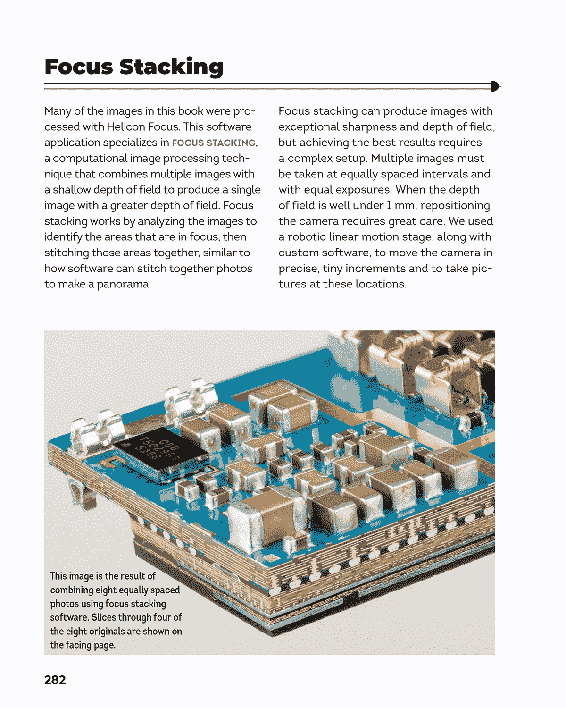 Focus Stacking
Many of the images in this book were pro-
cessed with Helicon Focus. This software
application specializes in FOCUS STACKING,
a computational image processing tech-
nique that combines multiple images with
a shallow depth of field to produce a single
image with a greater depth of field. Focus
stacking works by analyzing the images to
identify the areas that are in focus, then
stitching those areas together, similar to
how software can stitch together photos
to make a panorama.
Focus stacking can produce images with
exceptional sharpness and depth of field,
but achieving the best results requires
a complex setup. Multiple images must
be taken at equally spaced intervals and
with equal exposures. When the depth
of field is well under 1 mm, repositioning
the camera requires great care. We used
a robotic linear motion stage, along with
custom software, to move the camera in
precise, tiny increments and to take pic-
tures at these locations.
This image is the result of
combining eight equally spaced
photos using focus stacking
software. Slices through four of
the eight originals are shown on
the facing page.
282